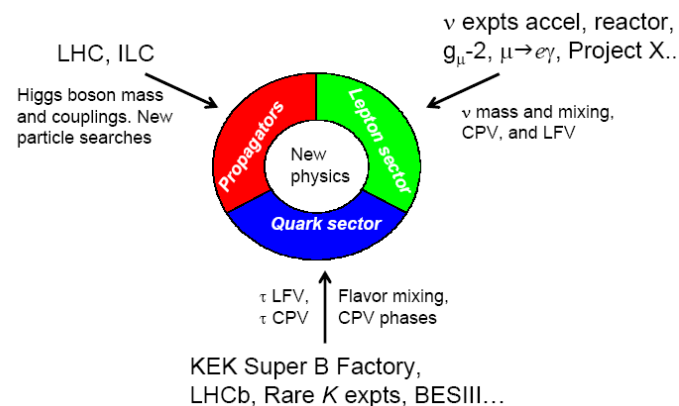 LHC, ILC
Higgs boson mass
and couplings. New
particle searches
ν expts accel, reactor,
gμ-2, μ→eγ, Project X..
ν mass and mixing,
CPV, and LFV
Propagators
Lepton sector
New
physics
Quark sector
τ LFV,
τ CPV
Flavor mixing,
CPV phases
KEK Super B Factory,
LHCb, Rare K expts, BESIII…